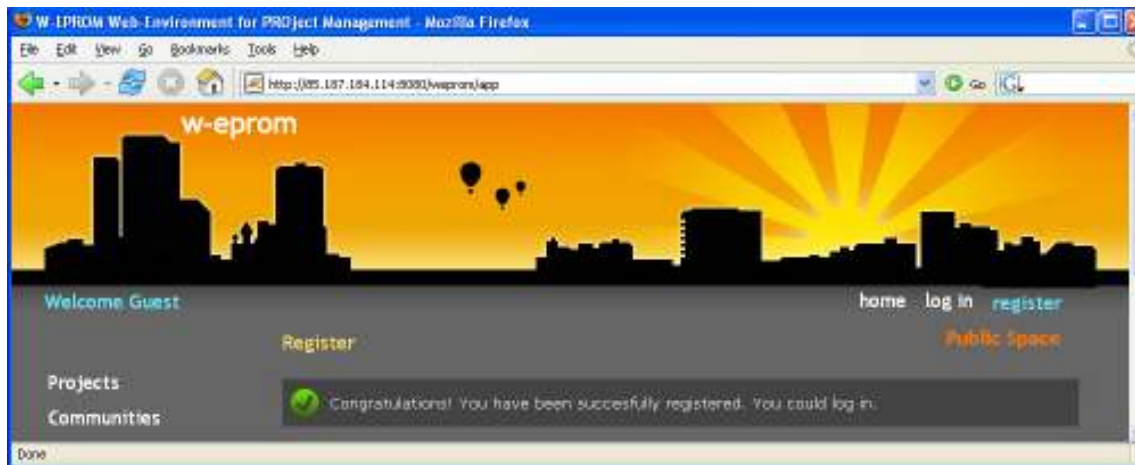 W-EPROM Web-Environment for PROject Management - Mozilla Firefox
File Edit View Go Bookmarks Tools Help
http://85.187.184.114:8080/weprom/app Go
w-eprom
Welcome Guest home log in register
Register Public Space
Projects
Congratulations! You have been succesfully registered. You could log in.
Communities
Done